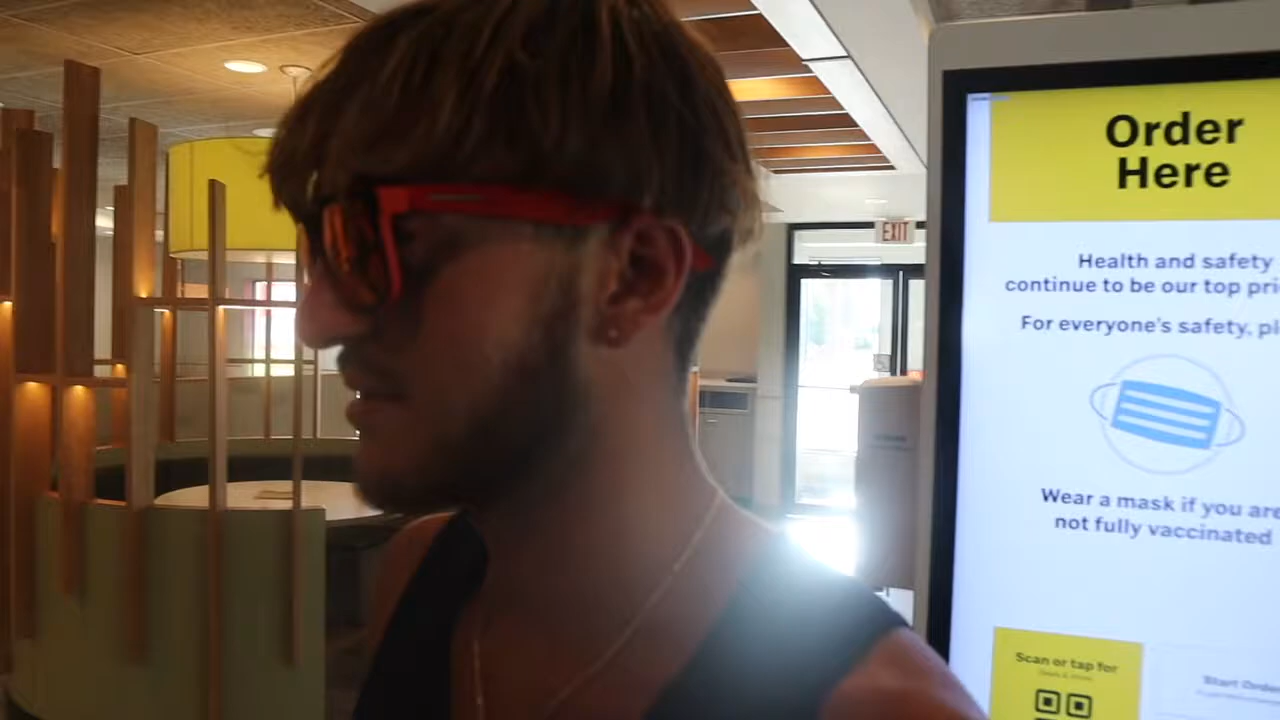 Order
Here
EXIT
Health and safety
continue to be our top pri
For everyone's safety, pl
Wear a mask if you are
not fully vaccinated
Scan or tap for
Start Orde